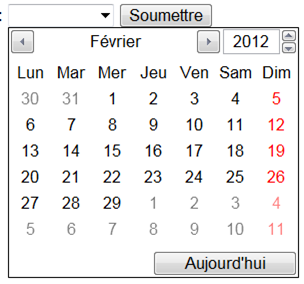 : Soumettre
Février 2012
Lun Mar Mer Jeu Ven Sam Dim
30 31 1 2 3 4 5
6 7 8 9 10 11 12
13 14 15 16 17 18 19
20 21 22 23 24 25 26
27 28 29 1 2 3 4
5 6 7 8 9 10 11
Aujourd'hui